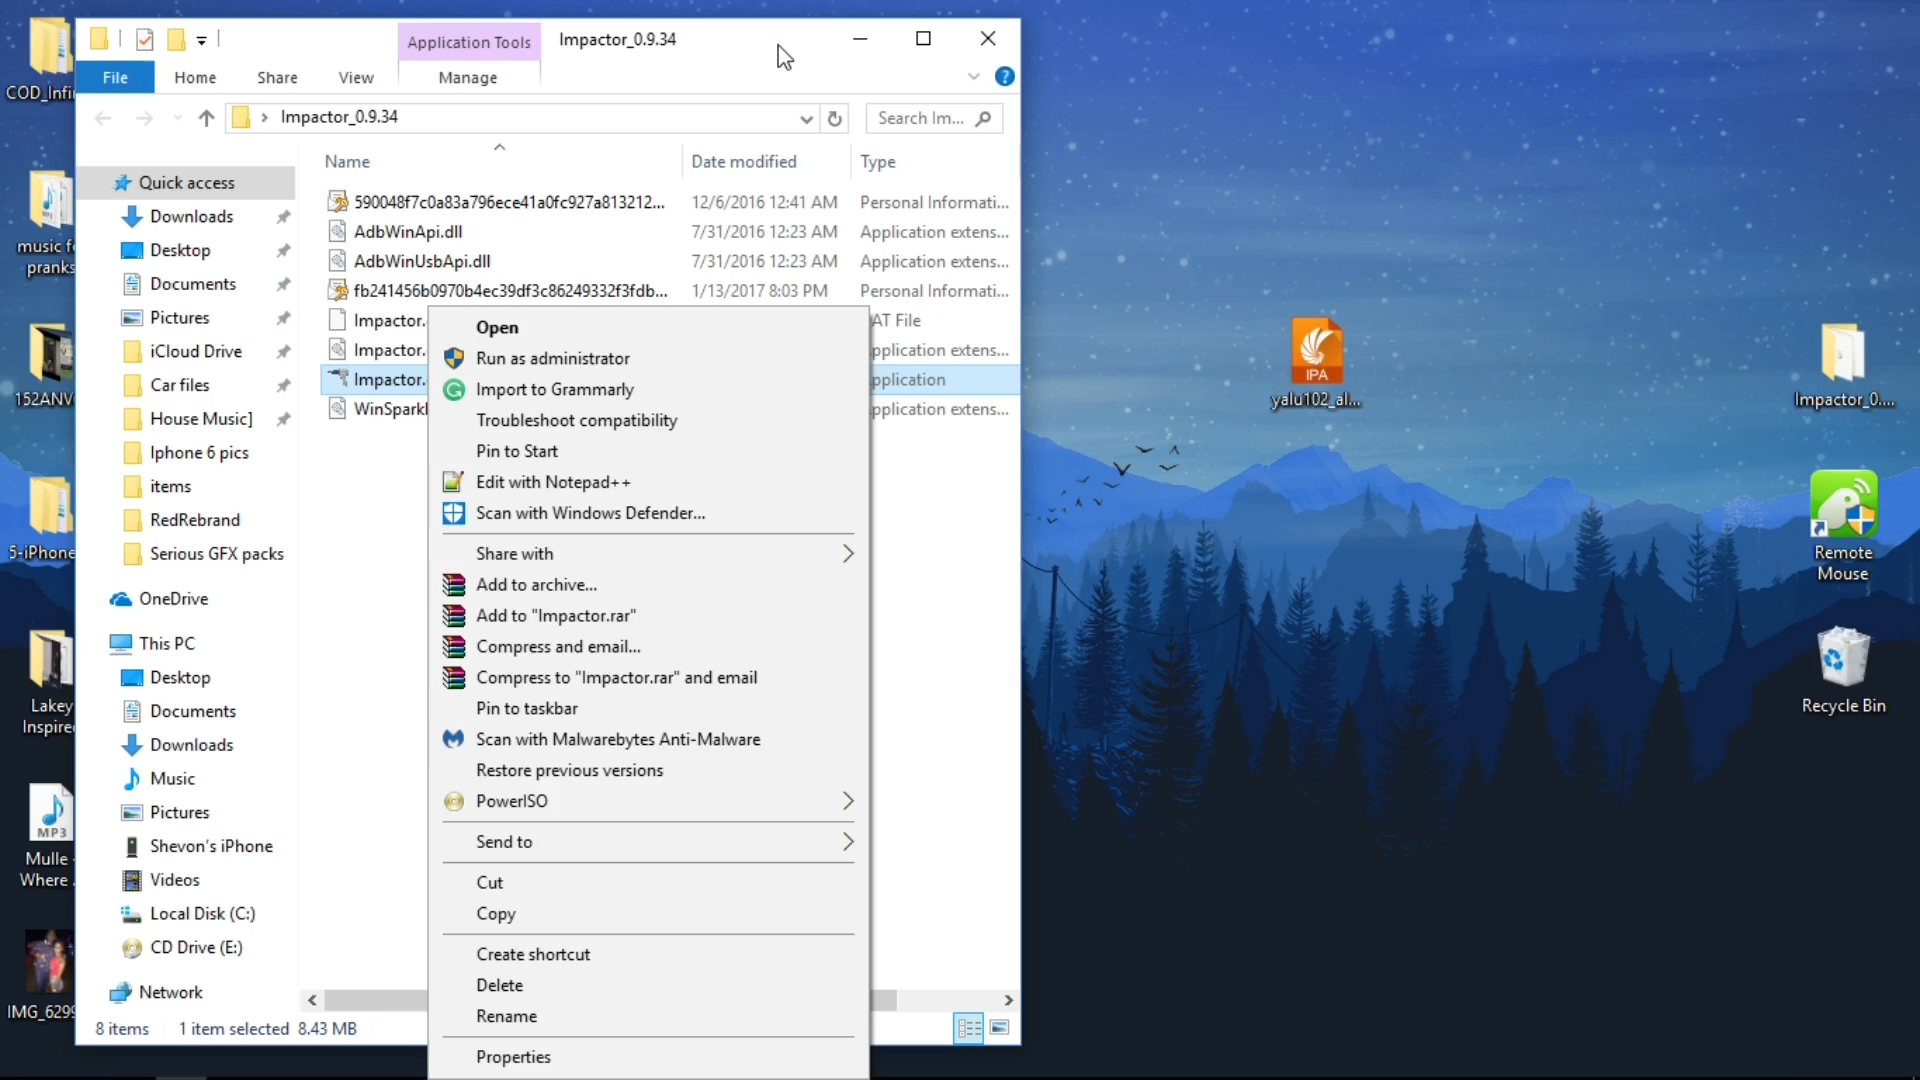 Application Tools
Impactor_0.9.34
File
Home
Share
View
Manage
?
Impactor_0.9.34
Search Im...
Name
Date modified
Type
590048f7c0a83a796ece41a0fc927a813212...
12/6/2016 12:41 AM
Personal Informati...
AdbWinApi.dll
7/31/2016 12:23 AM
Application extens...
AdbWinUsbApi.dll
7/31/2016 12:23 AM
Application extens...
fb241456b0970b4ec39df3c86249332f3fdb...
1/13/2017 8:03 PM
Personal Informati...
Impactor.
AT File
Impactor.
pplication extens...
Impactor.
pplication
WinSparkl
pplication extens...
Quick access
Downloads
Desktop
Documents
Pictures
iCloud Drive
Car files
House Music]
Iphone 6 pics
items
RedRebrand
Serious GFX packs
OneDrive
This PC
Desktop
Documents
Downloads
Music
Pictures
Shevon's iPhone
Videos
Local Disk (C:)
CD Drive (E:)
Network
8 items
1 item selected 8.43 MB
Open
Run as administrator
Import to Grammarly
Troubleshoot compatibility
Pin to Start
Edit with Notepad++
Scan with Windows Defender...
Share with
Add to archive...
Add to "Impactor.rar"
Compress and email...
Compress to "Impactor.rar" and email
Pin to taskbar
Scan with Malwarebytes Anti-Malware
Restore previous versions
PowerISO
Send to
Cut
Copy
Create shortcut
Delete
Rename
Properties
COD_Infi
music f
pranks
152ANV
5-iPhone
Lakey
Inspire
MP3
Mulle -
Where .
IMG_629
IPA
yalu102_al...
Impactor_0....
Remote
Mouse
Recycle Bin